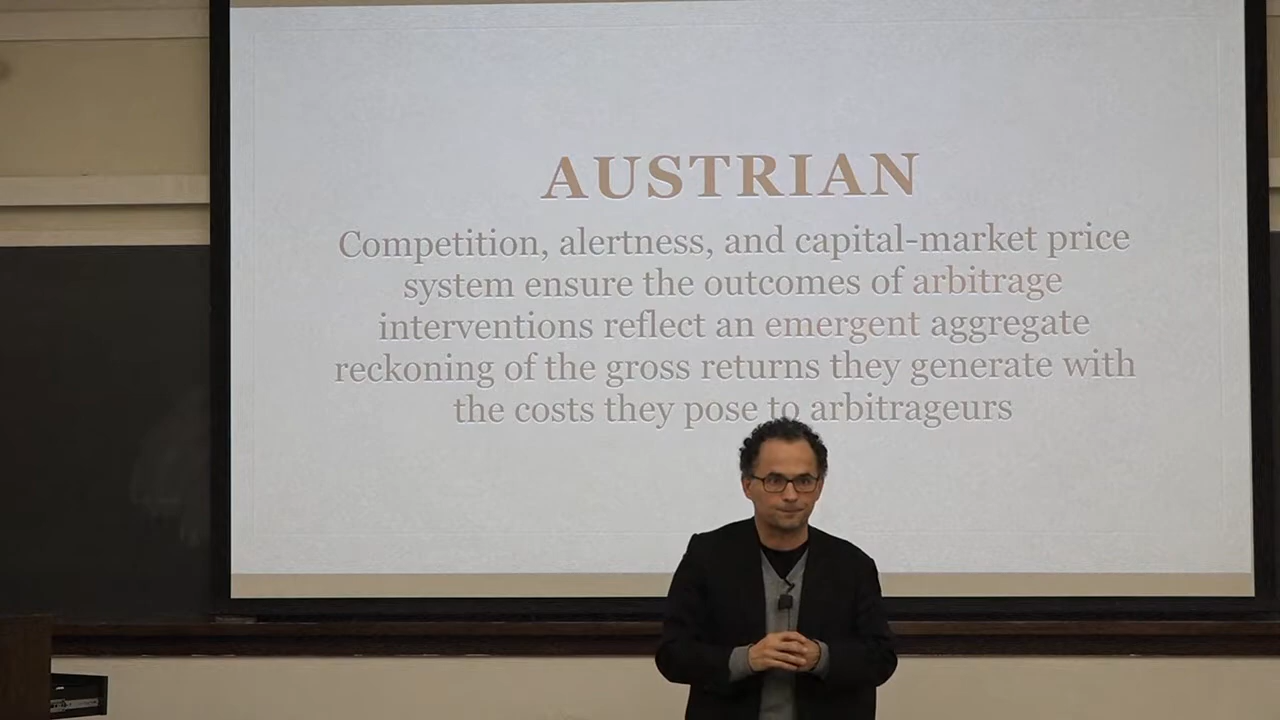 AUSTRIAN
Competition, alertness, and capital-market price
system ensure the outcomes of arbitrage
interventions reflect an emergent aggregate
reckoning of the gross returns they generate with
the costs they pose to arbitrageurs